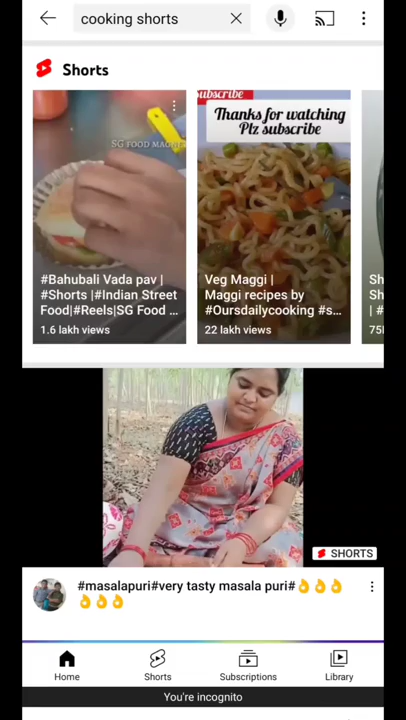 cooking shorts
Shorts
SG FOOD MAGIC
#Bahubali Vada pav |
#Shorts |#Indian Street
Food|#Reels|SG Food ...
1.6 lakh views
subscribe
Thanks for watching
Plz subscribe
Veg Maggi |
Maggi recipes by
#Oursdailycooking #s...
22 lakh views
Sh
Sh
| #
SHORTS
#masalapuri#very tasty masala puri#👌👌👌
👌👌👌
Home
Shorts
Subscriptions
Library
You're incognito